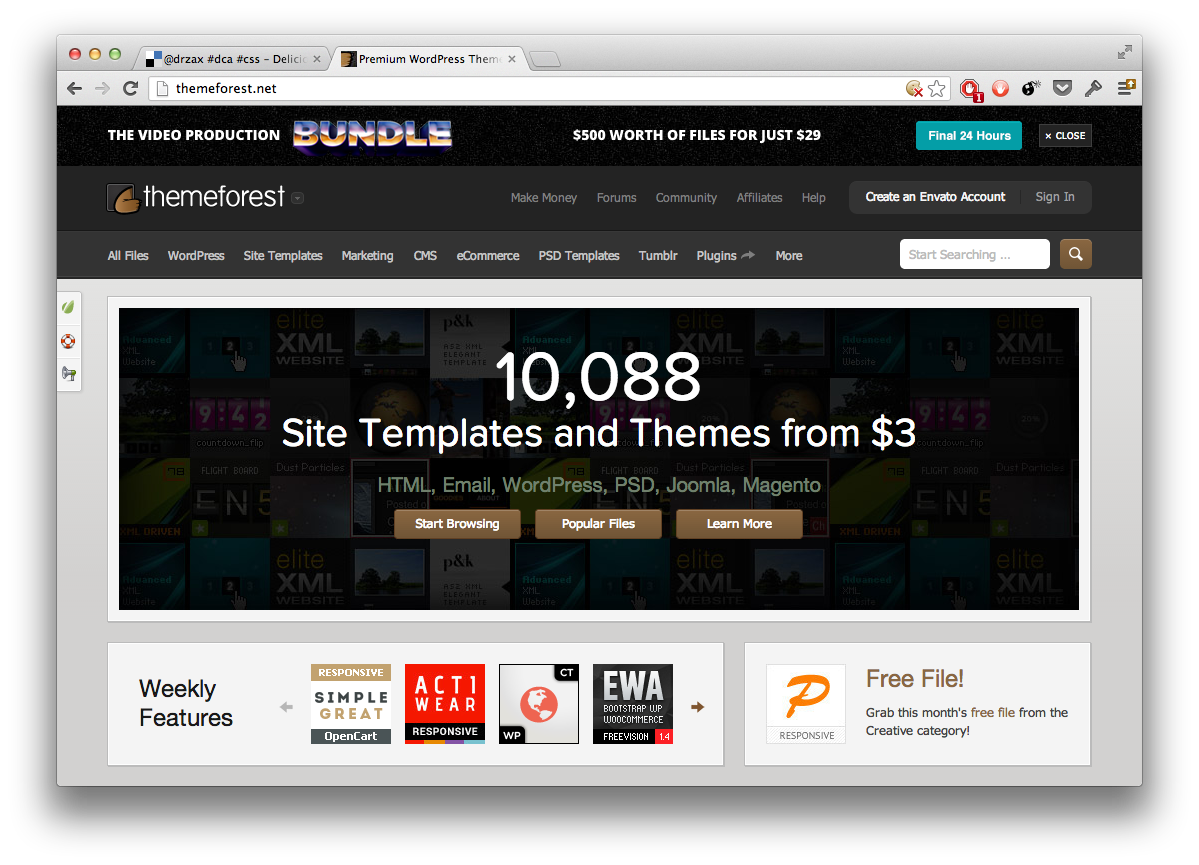 @drzax #dca #css – Delicio
Premium WordPress Theme
themeforest.net
1
THE VIDEO PRODUCTION BUNDLE $500 WORTH OF FILES FOR JUST $29 Final 24 Hours × CLOSE
themeforest Make Money Forums Community Affiliates Help Create an Envato Account Sign In
All Files WordPress Site Templates Marketing CMS eCommerce PSD Templates Tumblr Plugins More Start Searching ...
10,088
Site Templates and Themes from $3
HTML, Email, WordPress, PSD, Joomla, Magento
Start Browsing Popular Files Learn More
Weekly
Features
RESPONSIVE
SIMPLE
GREAT
OpenCart
ACTI
WEAR
RESPONSIVE
CT
WP
EWA
BOOTSTRAP WP
WOOCOMMERCE
FREEVISION 1.4
RESPONSIVE
Free File!
Grab this month's free file from the
Creative category!